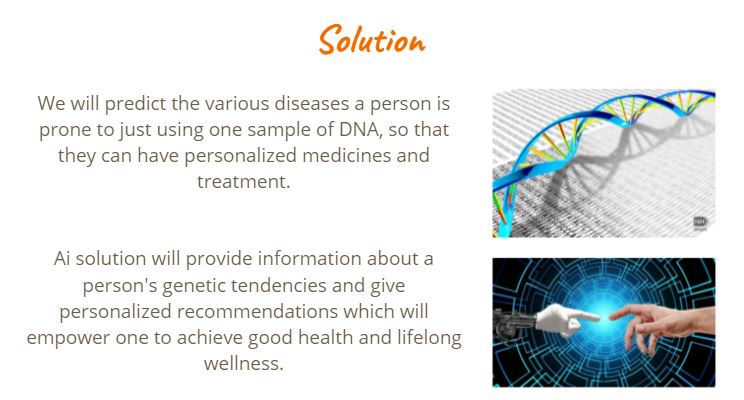 Solution
We will predict the various diseases a person is
prone to just using one sample of DNA, so that
they can have personalized medicines and
treatment.
Ai solution will provide information about a
person's genetic tendencies and give
personalized recommendations which will
empower one to achieve good health and lifelong
wellness.
NIH